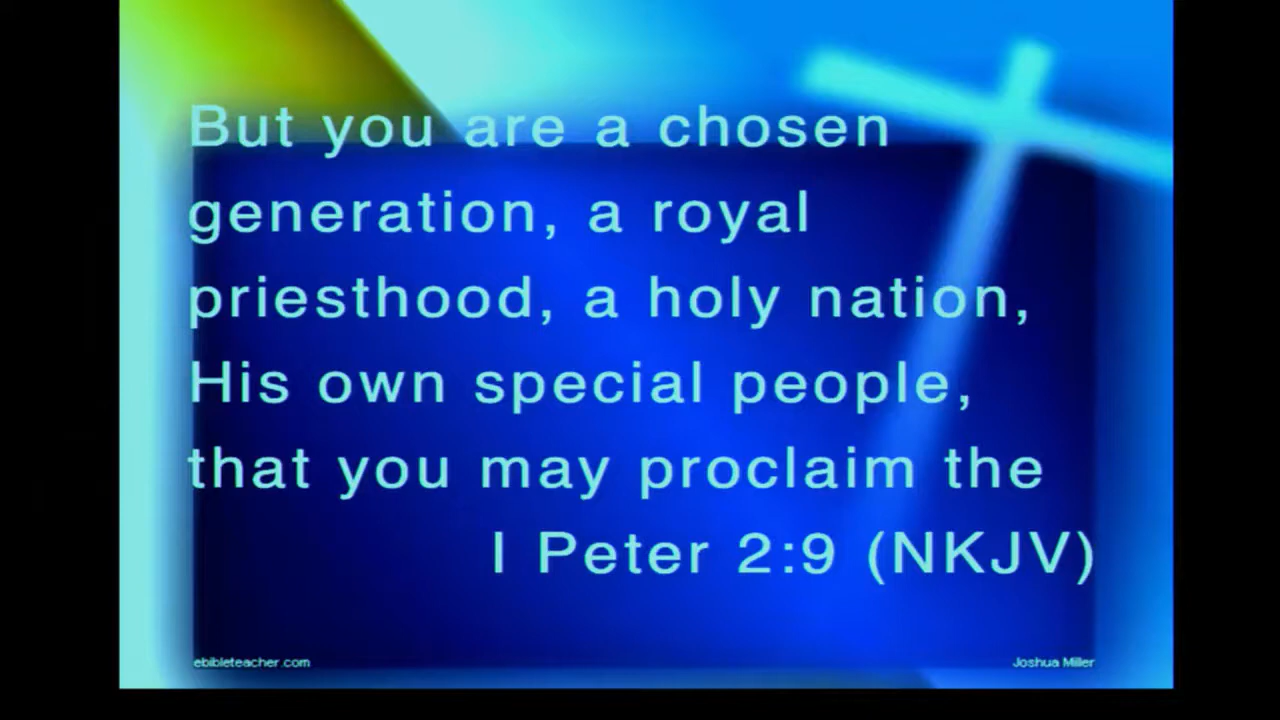 But you are a chosen
generation, a royal
priesthood, a holy nation,
His own special people,
that you may proclaim the
I Peter 2:9 (NKJV)
ebibleteacher.com
Joshua Miller